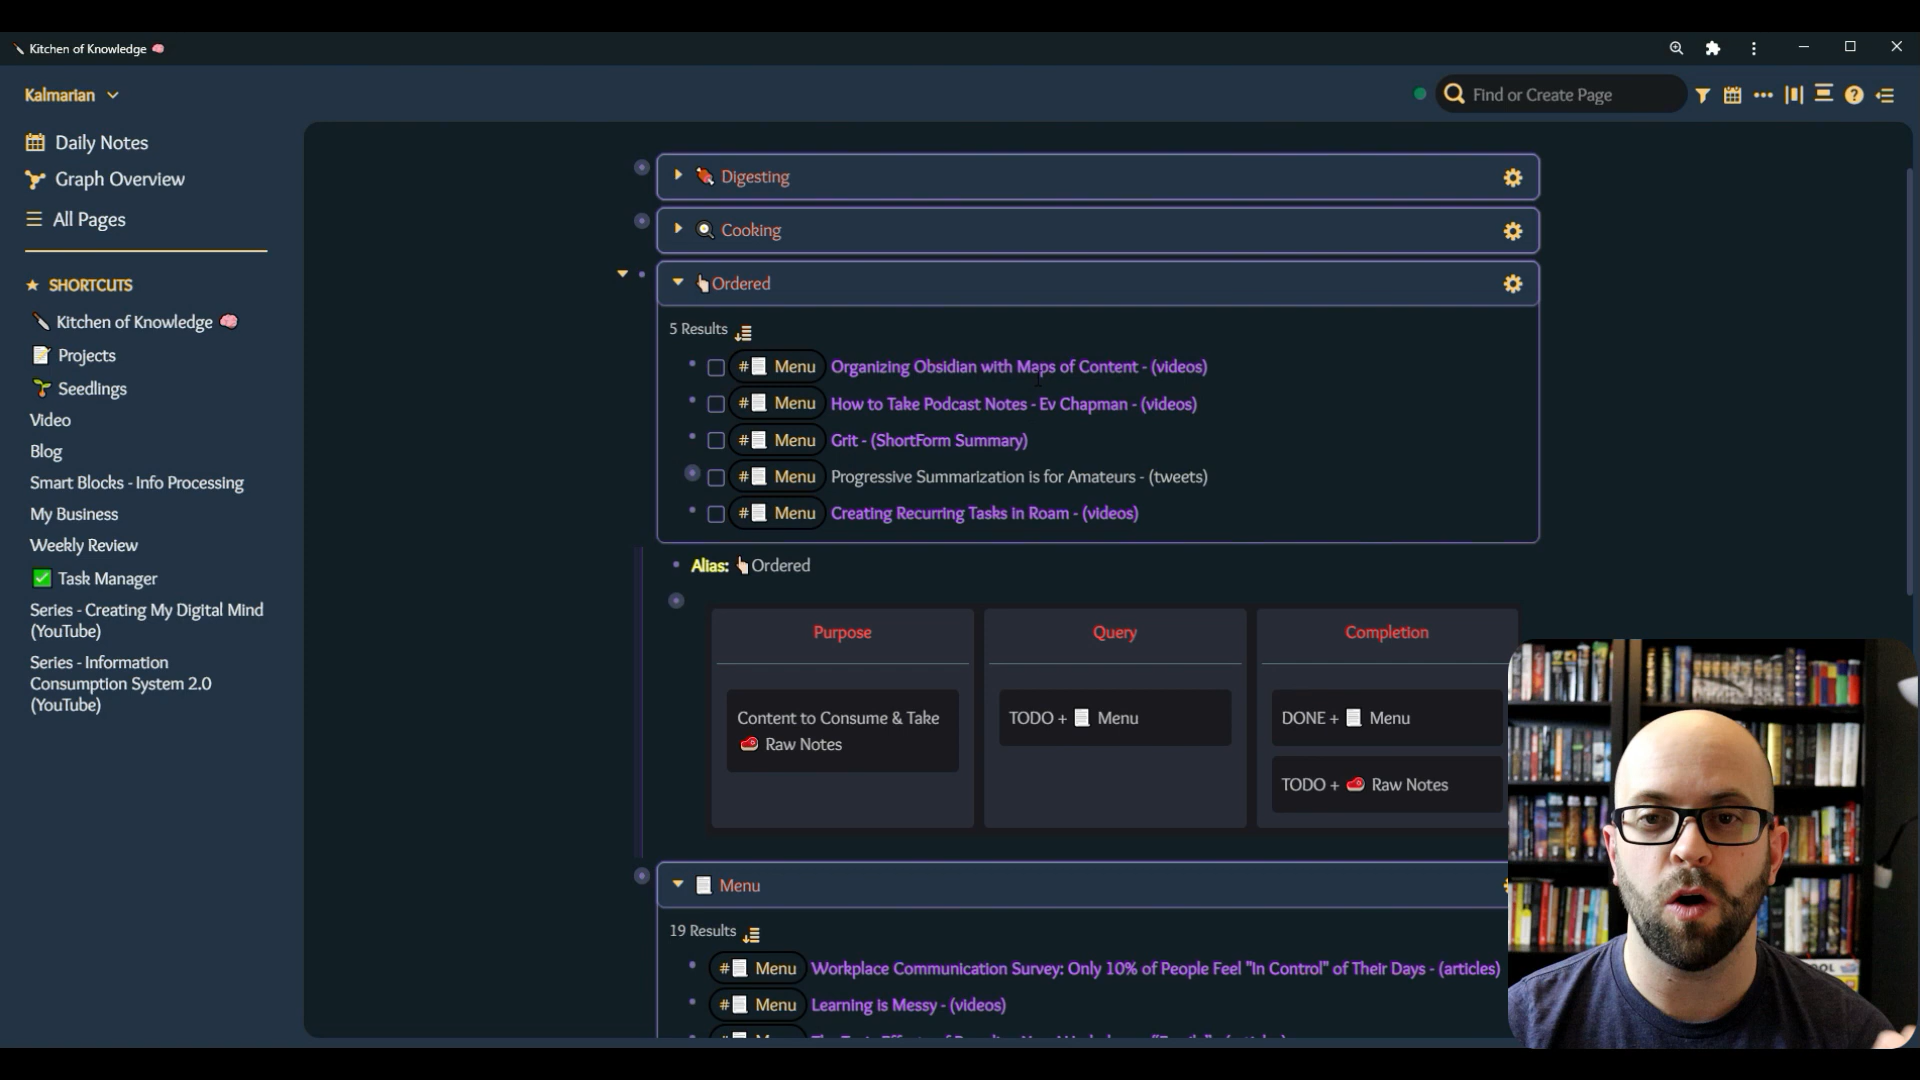 Kitchen of Knowledge
Kalmarian
Find or Create Page
Daily Notes
Graph Overview
All Pages
SHORTCUTS
Kitchen of Knowledge
Projects
Seedlings
Video
Blog
Smart Blocks - Info Processing
My Business
Weekly Review
Task Manager
Series - Creating My Digital Mind
(YouTube)
Series - Information
Consumption System 2.0
(YouTube)
Digesting
Cooking
Ordered
5 Results
# Menu Organizing Obsidian with Maps of Content - (videos)
# Menu How to Take Podcast Notes - Ev Chapman - (videos)
# Menu Grit - (ShortForm Summary)
# Menu Progressive Summarization is for Amateurs - (tweets)
# Menu Creating Recurring Tasks in Roam - (videos)
Alias: Ordered
Purpose
Content to Consume & Take
Raw Notes
Query
TODO + Menu
Completion
DONE + Menu
TODO + Raw Notes
Menu
19 Results
# Menu Workplace Communication Survey: Only 10% of People Feel "In Control" of Their Days - (articles)
# Menu Learning is Messy - (videos)